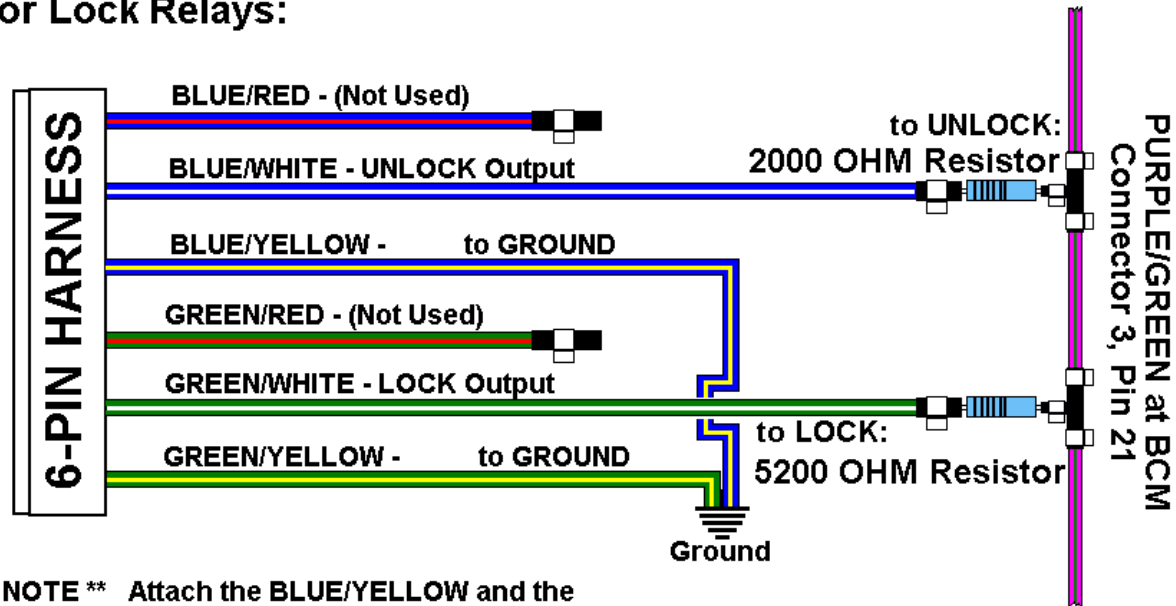 or Lock Relays:
6-PIN HARNESS
BLUE/RED - (Not Used)
BLUE/WHITE - UNLOCK Output
BLUE/YELLOW - to GROUND
GREEN/RED - (Not Used)
GREEN/WHITE - LOCK Output
GREEN/YELLOW - to GROUND
to UNLOCK:
2000 OHM Resistor
to LOCK:
5200 OHM Resistor
Ground
PURPLE/GREEN at BCM
Connector 3, Pin 21
NOTE ** Attach the BLUE/YELLOW and the